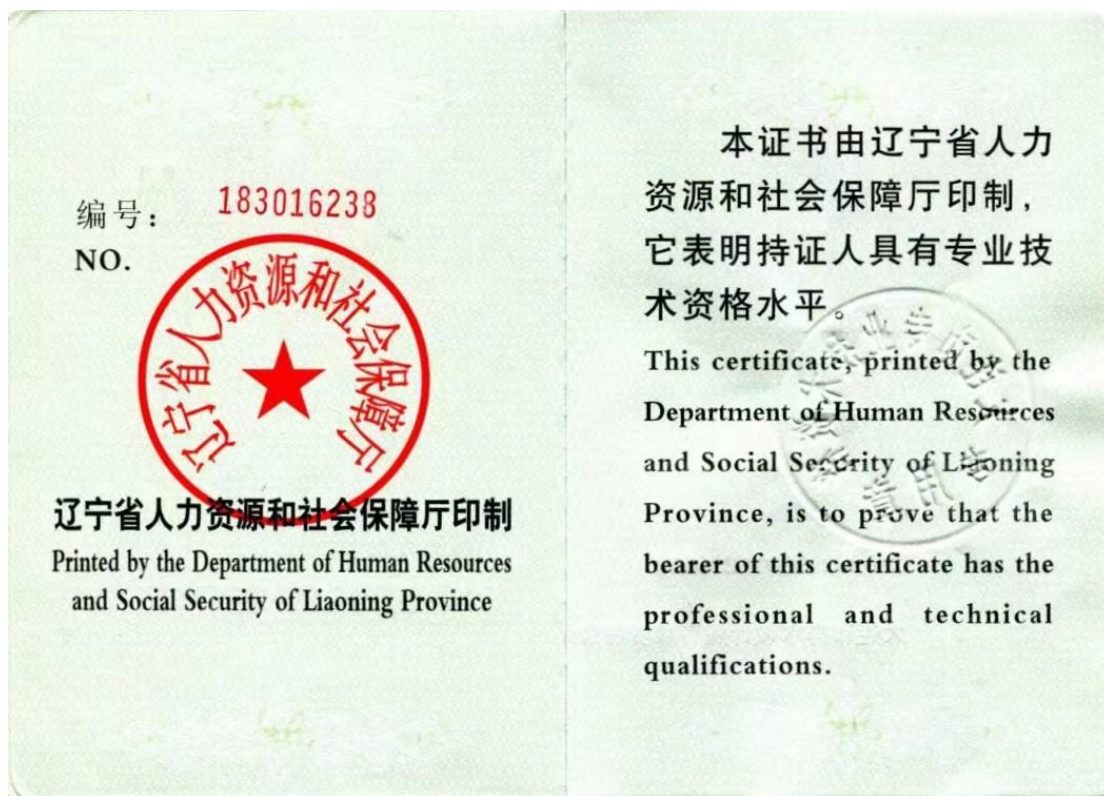 编号：
183016238
NO.
辽宁省人力资源和社会保障厅
辽宁省人力资源和社会保障厅印制
Printed by the Department of Human Resources
and Social Security of Liaoning Province
本证书由辽宁省人力
资源和社会保障厅印制，
它表明持证人具有专业技
术资格水平。
This certificate, printed by the
Department of Human Resources
and Social Security of Liaoning
Province, is to prove that the
bearer of this certificate has the
professional and technical
qualifications.